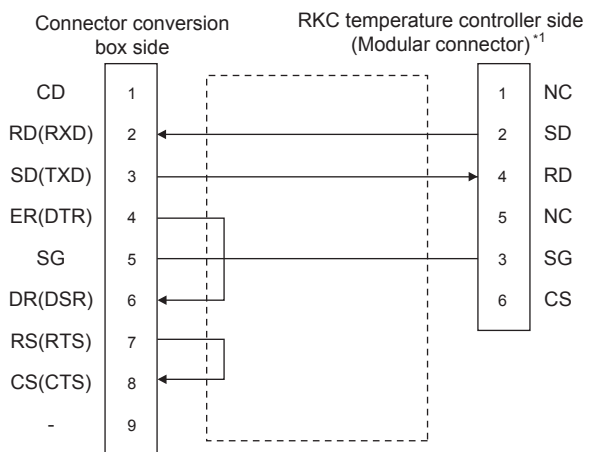 Connector conversion
box side
RKC temperature controller side
(Modular connector) *1
CD 1 1 NC
RD(RXD) 2 2 SD
SD(TXD) 3 4 RD
ER(DTR) 4 5 NC
SG 5 3 SG
DR(DSR) 6 6 CS
RS(RTS) 7
CS(CTS) 8
- 9